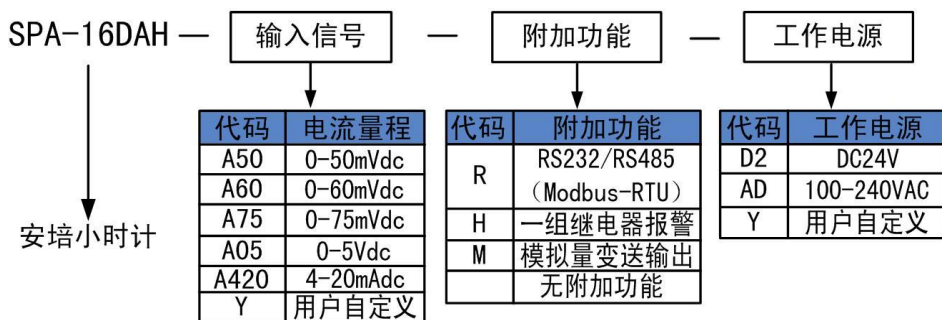 SPA-16DAH — 输入信号 — 附加功能 — 工作电源
安培小时计
代码 电流量程
A50 0-50mVdc
A60 0-60mVdc
A75 0-75mVdc
A05 0-5Vdc
A420 4-20mAdc
Y 用户自定义
代码 附加功能
R RS232/RS485
(Modbus-RTU)
H 一组继电器报警
M 模拟量变送输出
无附加功能
代码 工作电源
D2 DC24V
AD 100-240VAC
Y 用户自定义